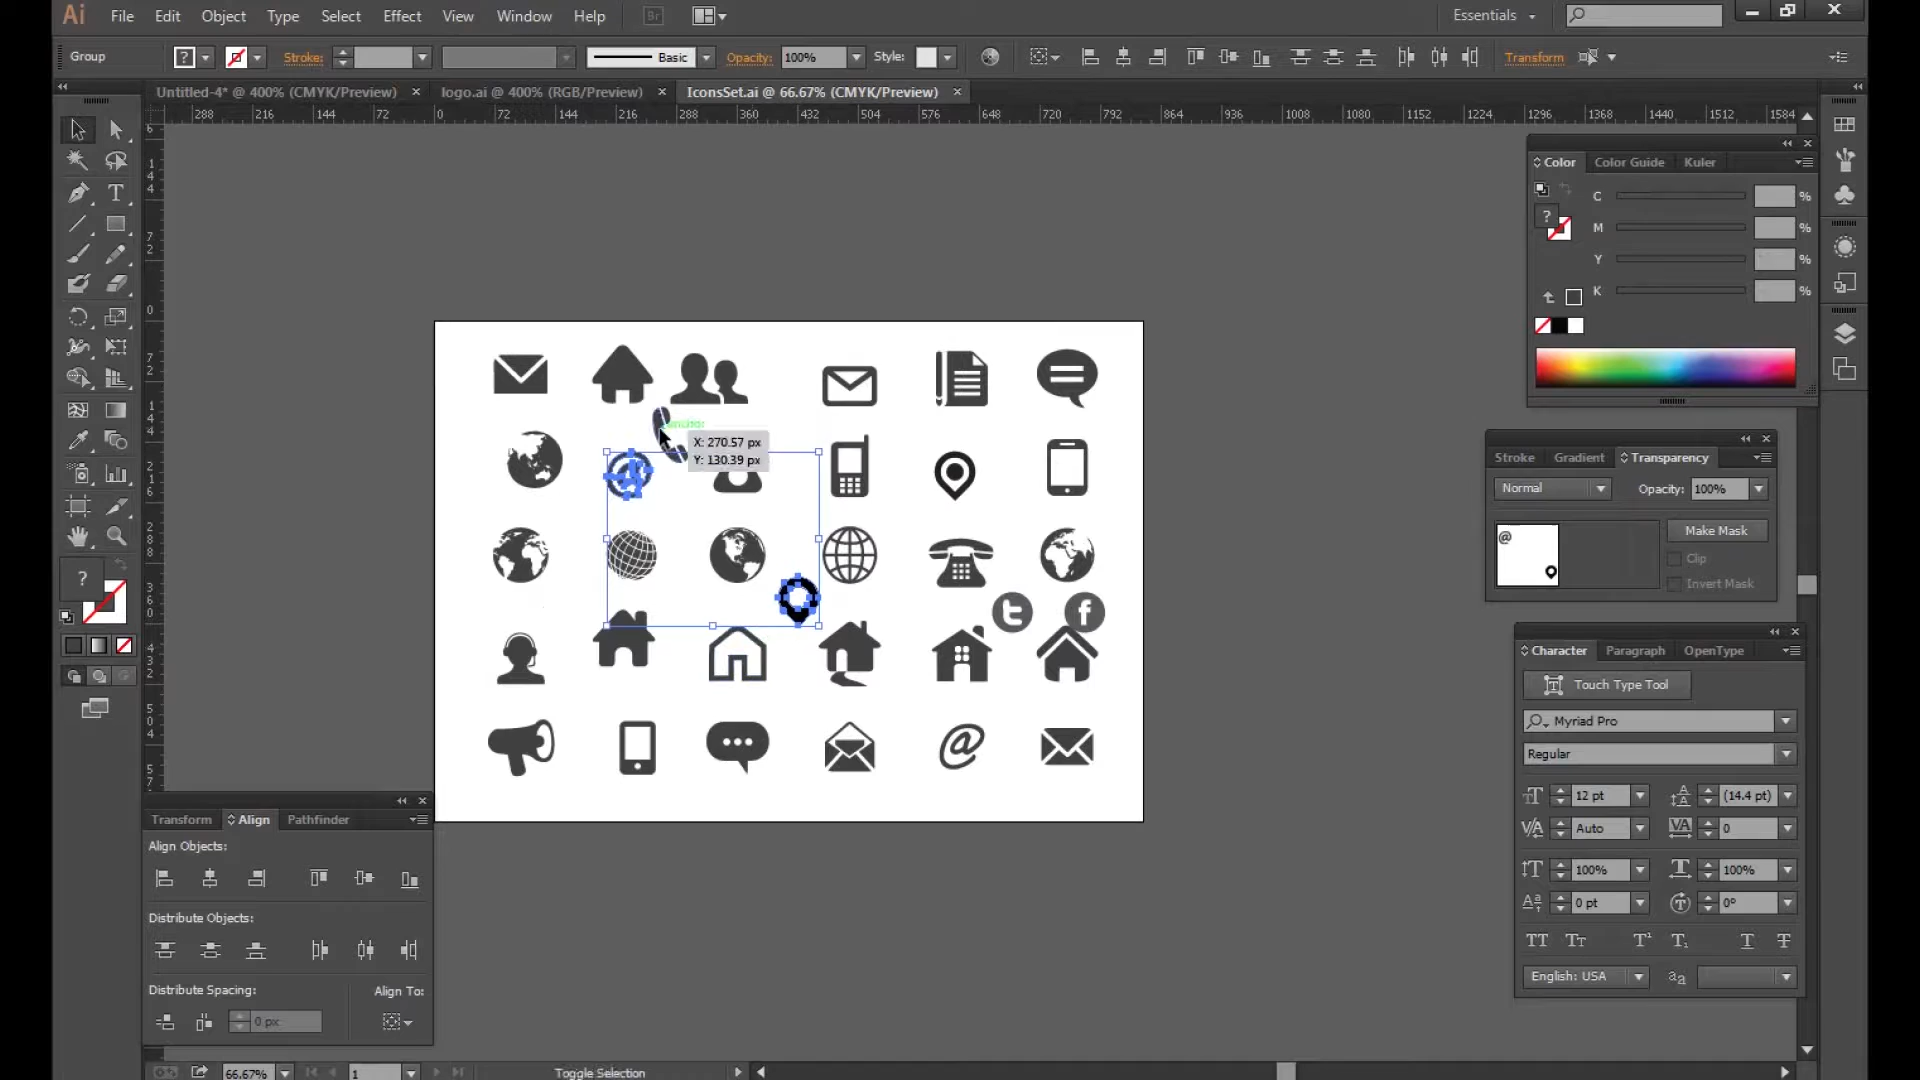 Ai File Edit Object Type Select Effect View Window Help Br Essentials
Group Stroke: Basic Opacity: 100% Style: Transform
Untitled-4* @ 400% (CMYK/Preview) × logo.ai @ 400% (RGB/Preview) × IconsSet.ai @ 66.67% (CMYK/Preview) ×
288 216 144 72 0 72 144 216 288 360 432 504 576 648 720 792 864 936 1008 1080 1152 1224 1296 1368 1440 1512 1584
Color Color Guide Kuler
C %
M %
Y %
K %
X: 270.57 px
Y: 130.39 px
Stroke Gradient Transparency
Normal Opacity: 100%
Make Mask
Clip
Invert Mask
Character Paragraph OpenType
Touch Type Tool
Myriad Pro
Regular
12 pt (14.4 pt)
Auto 0
100% 100%
0 pt 0°
English: USA
Transform Align Pathfinder
Align Objects:
Distribute Objects:
Distribute Spacing: Align To:
0 px
66.67% 1 Toggle Selection